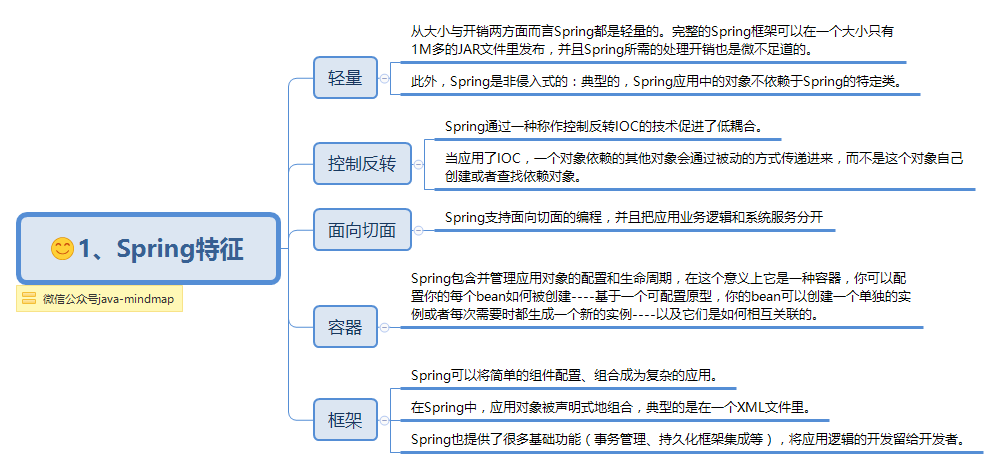 1、Spring特征
微信公众号java-mindmap
轻量
从大小与开销两方面而言Spring都是轻量的。完整的Spring框架可以在一个大小只有
1M多的JAR文件里发布，并且Spring所需的处理开销也是微不足道的。
此外，Spring是非侵入式的：典型的，Spring应用中的对象不依赖于Spring的特定类。
控制反转
Spring通过一种称作控制反转IOC的技术促进了低耦合。
当应用了IOC，一个对象依赖的其他对象会通过被动的方式传递进来，而不是这个对象自己
创建或者查找依赖对象。
面向切面
Spring支持面向切面的编程，并且把应用业务逻辑和系统服务分开
容器
Spring包含并管理应用对象的配置和生命周期，在这个意义上它是一种容器，你可以配
置你的每个bean如何被创建----基于一个可配置原型，你的bean可以创建一个单独的实
例或者每次需要时都生成一个新的实例----以及它们是如何相互关联的。
框架
Spring可以将简单的组件配置、组合成为复杂的应用。
在Spring中，应用对象被声明式地组合，典型的是在一个XML文件里。
Spring也提供了很多基础功能（事务管理、持久化框架集成等），将应用逻辑的开发留给开发者。